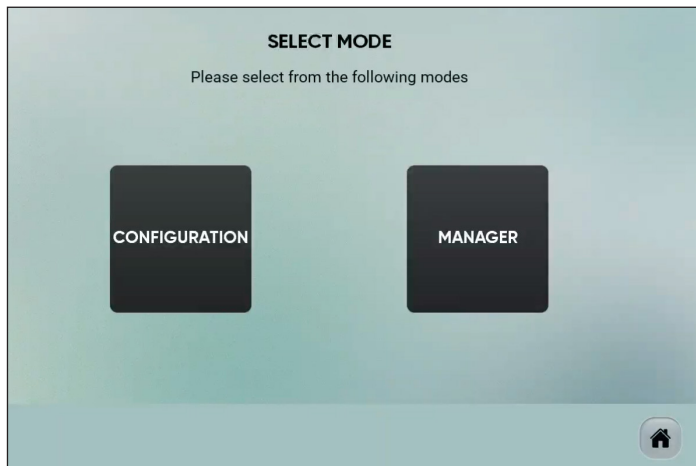 SELECT MODE
Please select from the following modes
CONFIGURATION
MANAGER